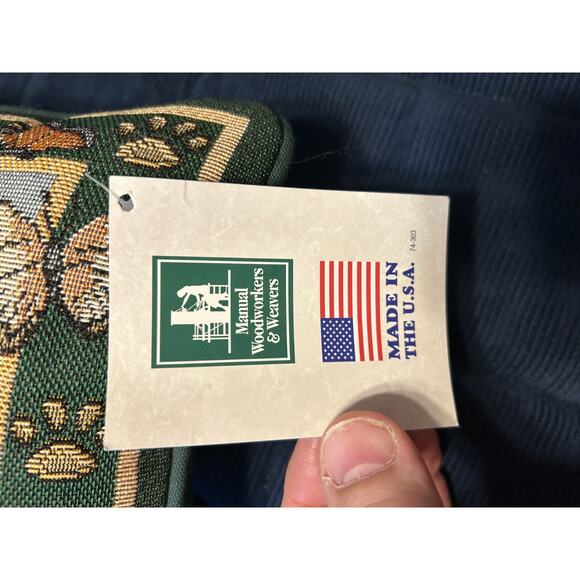 Manual
Woodworkers
& Weavers
MADE IN
THE U.S.A.
74-303